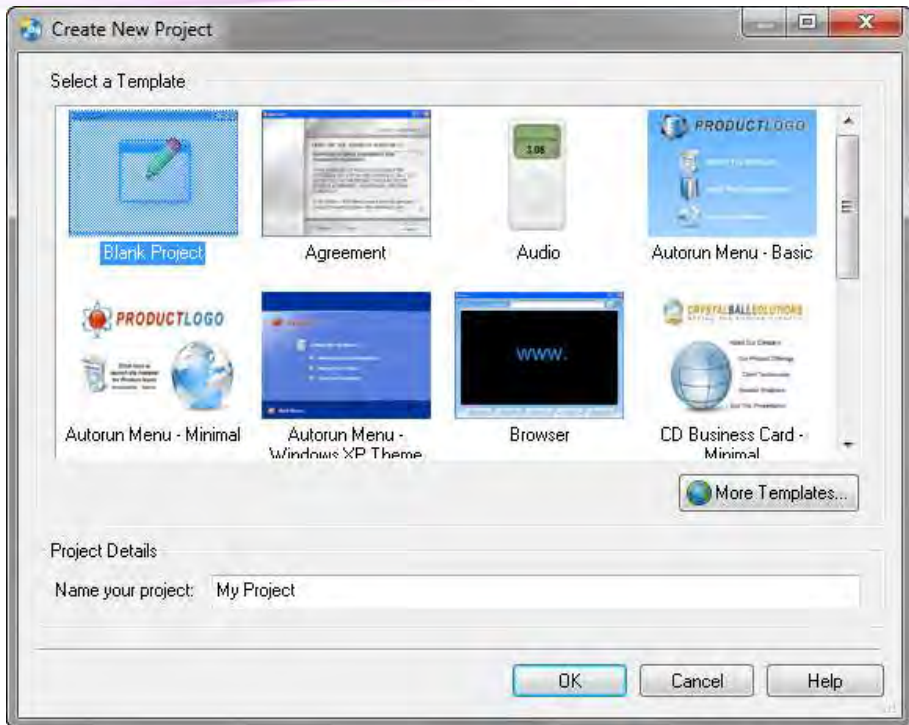 Create New Project
Select a Template
PRODUCTLOGO
Blank Project
Agreement
Audio
Autorun Menu - Basic
PRODUCTLOGO
CRYSTALBALLSOLUTIONS
www.
Autorun Menu - Minimal
Autorun Menu -
Windows XP Theme
Browser
CD Business Card -
Minimal
More Templates...
Project Details
Name your project:
My Project
OK
Cancel
Help